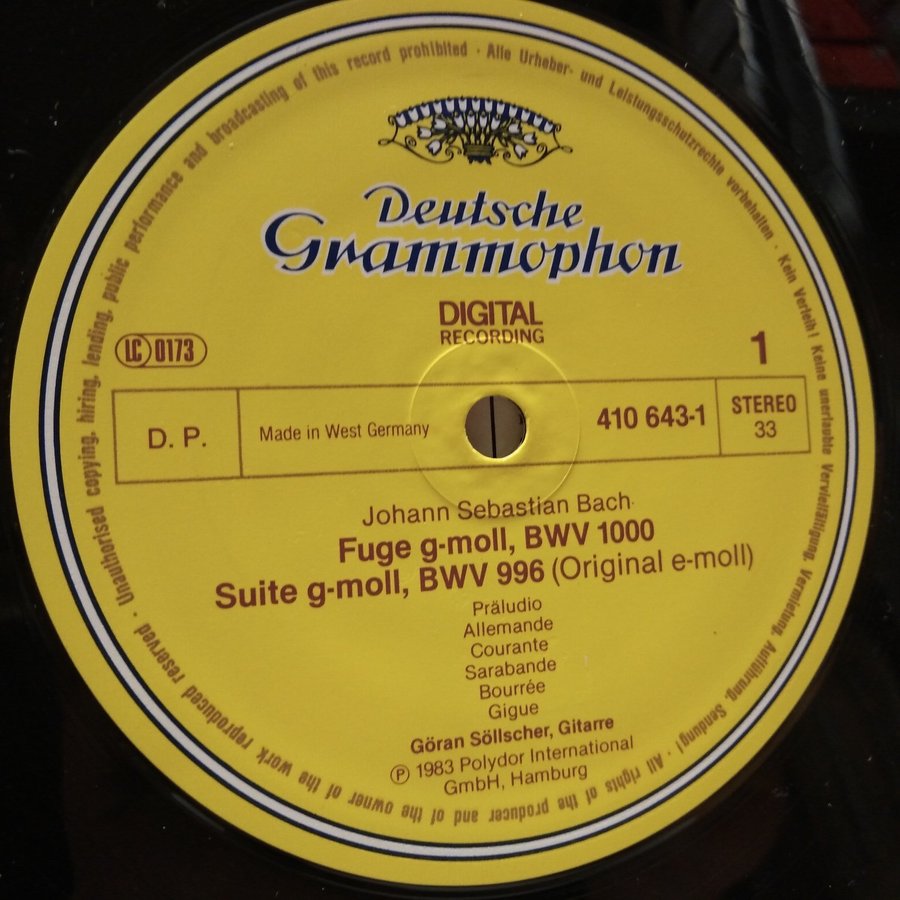 Deutsche
Grammophon
DIGITAL
RECORDING
LC 0173
1
D. P.
Made in West Germany
410 643-1
STEREO
33
Johann Sebastian Bach
Fuge g-moll, BWV 1000
Suite g-moll, BWV 996 (Original e-moll)
Präludio
Allemande
Courante
Sarabande
Bourrée
Gigue
Göran Söllscher, Gitarre
Ⓟ 1983 Polydor International
GmbH, Hamburg
Alle Urheber- und Leistungsschutzrechte vorbehalten · Kein Verleih! Keine unerlaubte Vervielfältigung, Vermietung, Aufführung, Sendung! · All rights of the producer and of the owner of the work reproduced reserved · Unauthorised copying, hiring, lending, public performance and broadcasting of this record prohibited ·